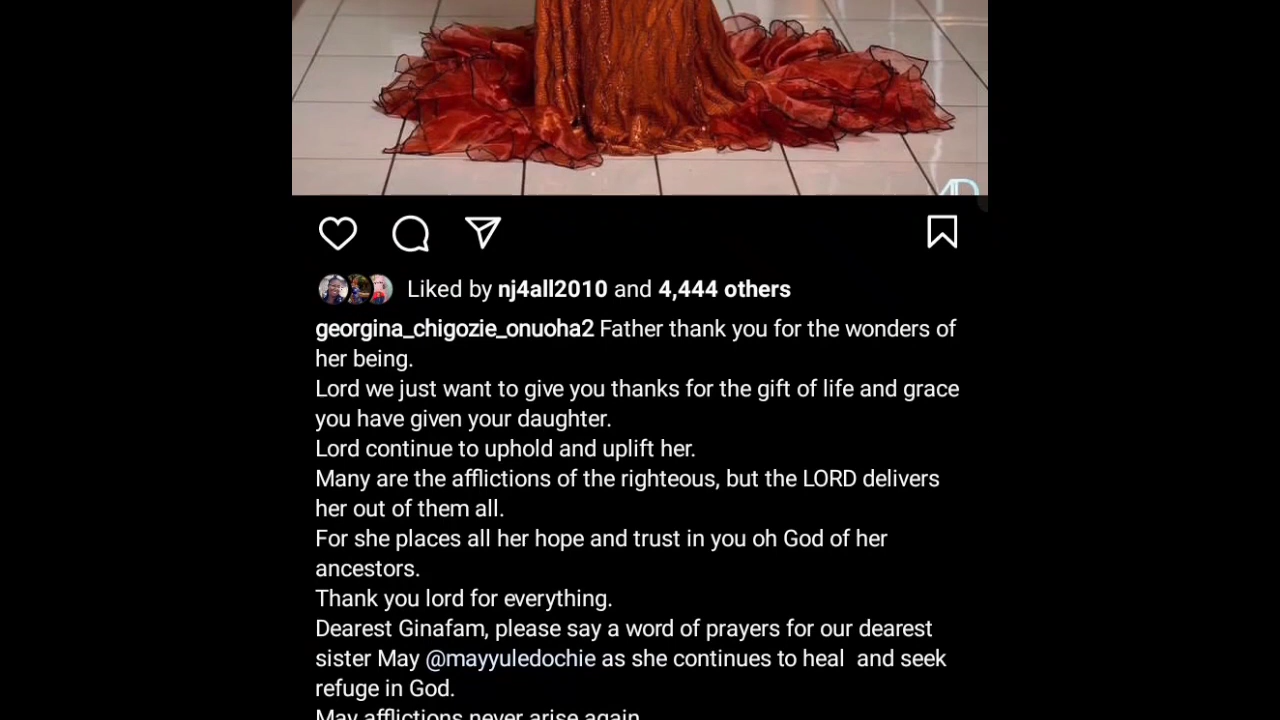 Liked by nj4all2010 and 4,444 others
georgina_chigozie_onuoha2 Father thank you for the wonders of
her being.
Lord we just want to give you thanks for the gift of life and grace
you have given your daughter.
Lord continue to uphold and uplift her.
Many are the afflictions of the righteous, but the LORD delivers
her out of them all.
For she places all her hope and trust in you oh God of her
ancestors.
Thank you lord for everything.
Dearest Ginafam, please say a word of prayers for our dearest
sister May @mayyuledochie as she continues to heal  and seek
refuge in God.
May afflictions never arise again